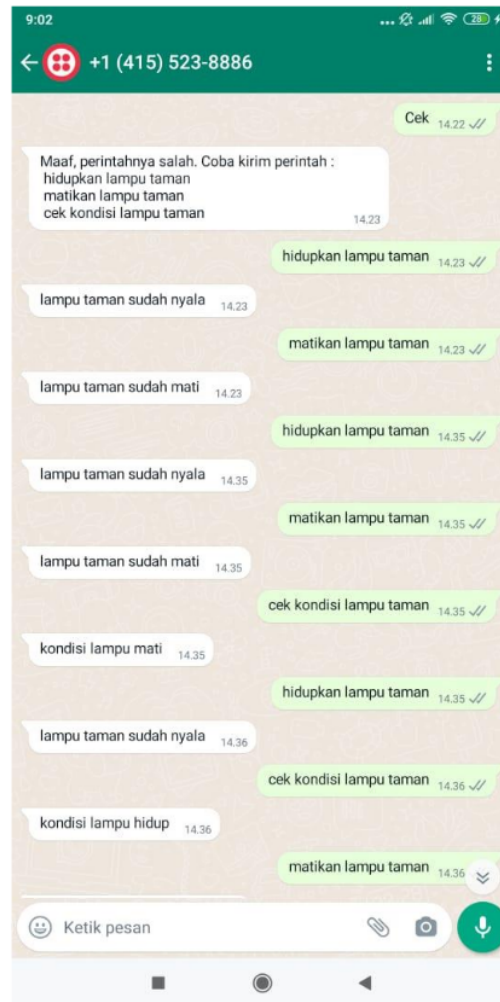 9:02
... 28
+1 (415) 523-8886
Cek 14.22
Maaf, perintahnya salah. Coba kirim perintah :
hidupkan lampu taman
matikan lampu taman
cek kondisi lampu taman
14.23
hidupkan lampu taman 14.23
lampu taman sudah nyala 14.23
matikan lampu taman 14.23
lampu taman sudah mati 14.23
hidupkan lampu taman 14.35
lampu taman sudah nyala 14.35
matikan lampu taman 14.35
lampu taman sudah mati 14.35
cek kondisi lampu taman 14.35
kondisi lampu mati 14.35
hidupkan lampu taman 14.35
lampu taman sudah nyala 14.36
cek kondisi lampu taman 14.36
kondisi lampu hidup 14.36
matikan lampu taman 14.36
Ketik pesan